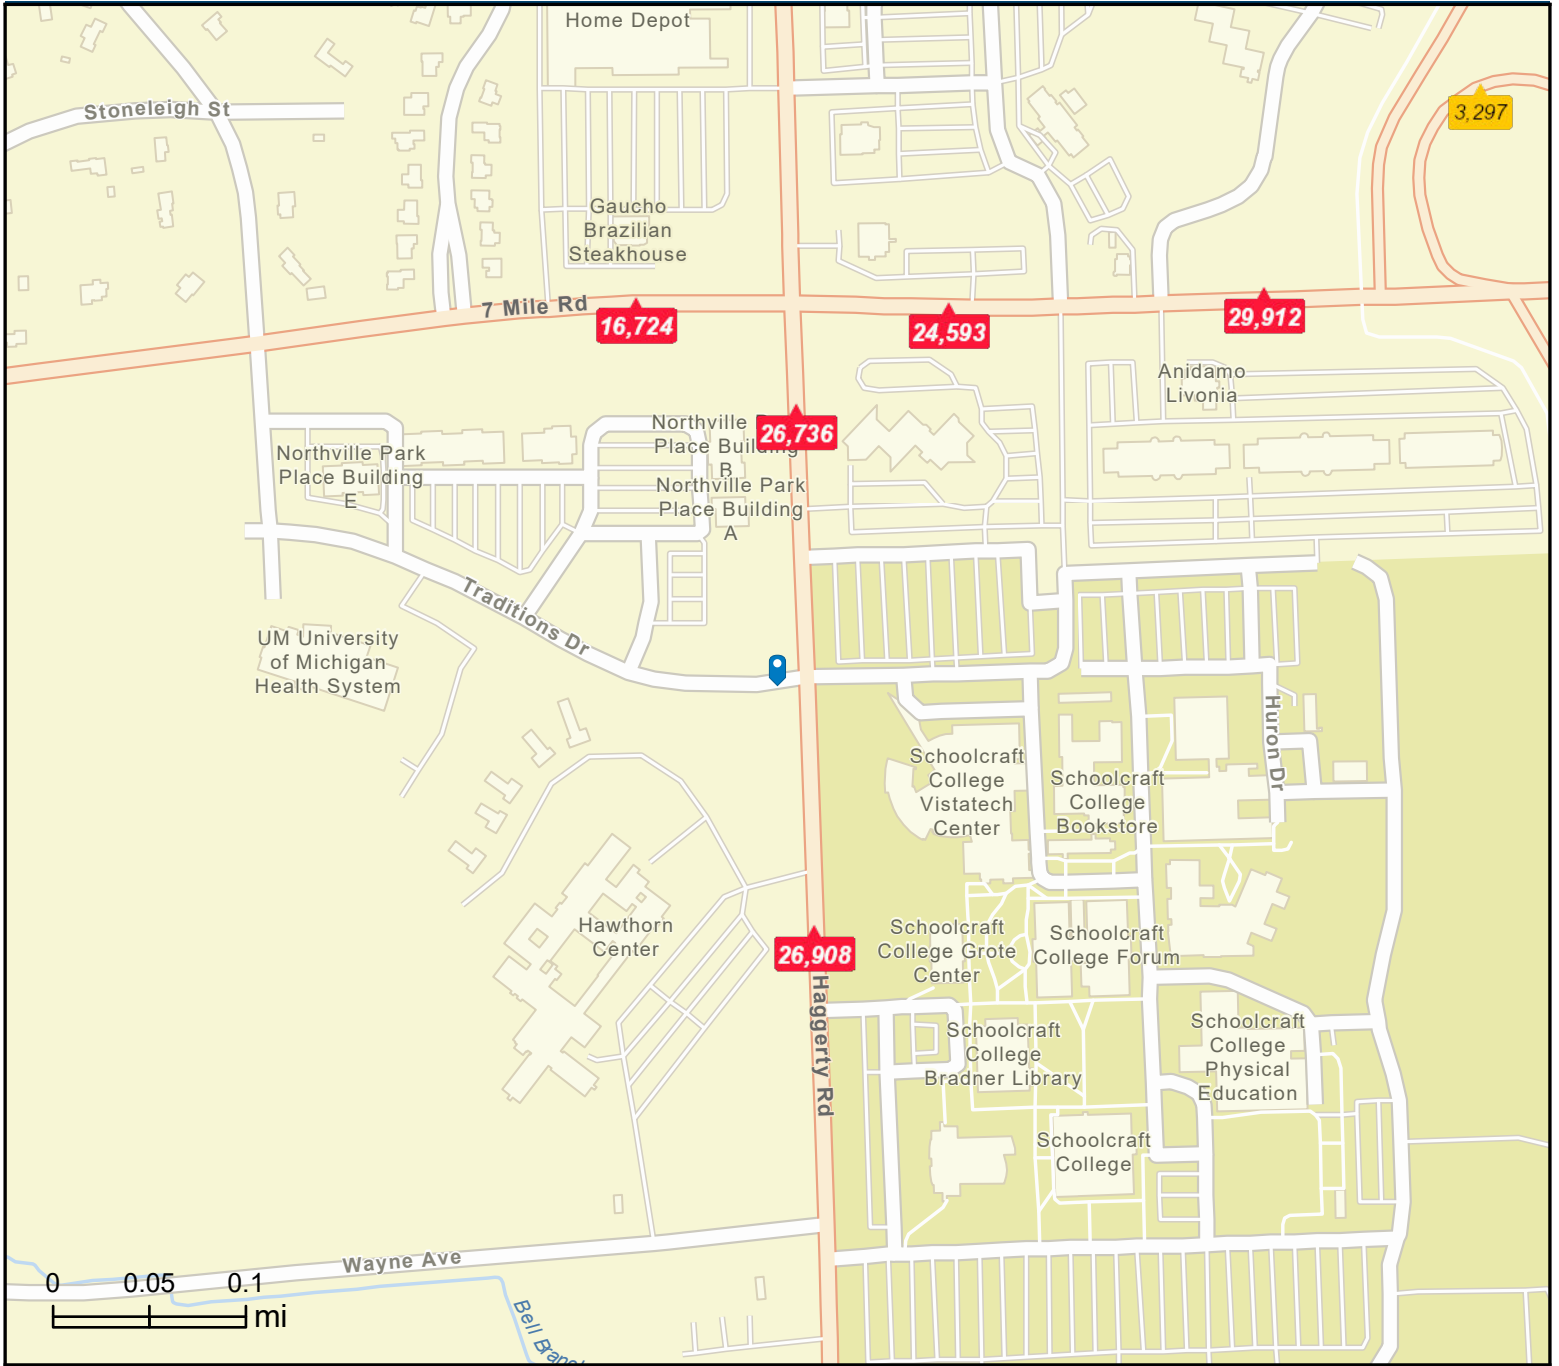 Home Depot
3,297
Stoneleigh St
Gaucho
Brazilian
Steakhouse
7 Mile Rd
16,724
24,593
29,912
Anidamo
Livonia
26,736
Northville
Place Building
B
Northville Park
Place Building
E
Northville Park
Place Building
A
Traditions Dr
UM University
of Michigan
Health System
Huron Dr
Schoolcraft
College
Vistatech
Center
Schoolcraft
College
Bookstore
Hawthorn
Center
26,908
Schoolcraft
College Grote
Center
Schoolcraft
College Forum
Haggerty Rd
Schoolcraft
College
Bradner Library
Schoolcraft
College
Physical
Education
Schoolcraft
College
Wayne Ave
0 0.05 0.1
mi
Bell